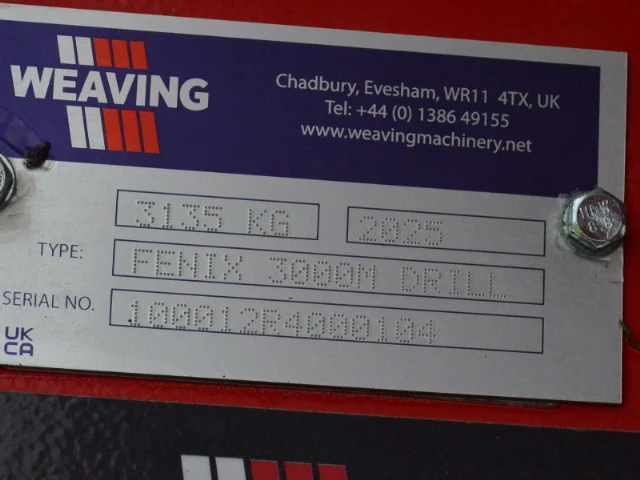 WEAVING
Chadbury, Evesham, WR11 4TX, UK
Tel: +44 (0) 1386 49155
www.weavingmachinery.net
3135 KG 2025
TYPE: FENIX 3000M DRILL
SERIAL NO. 100012R4000104
UK
CA